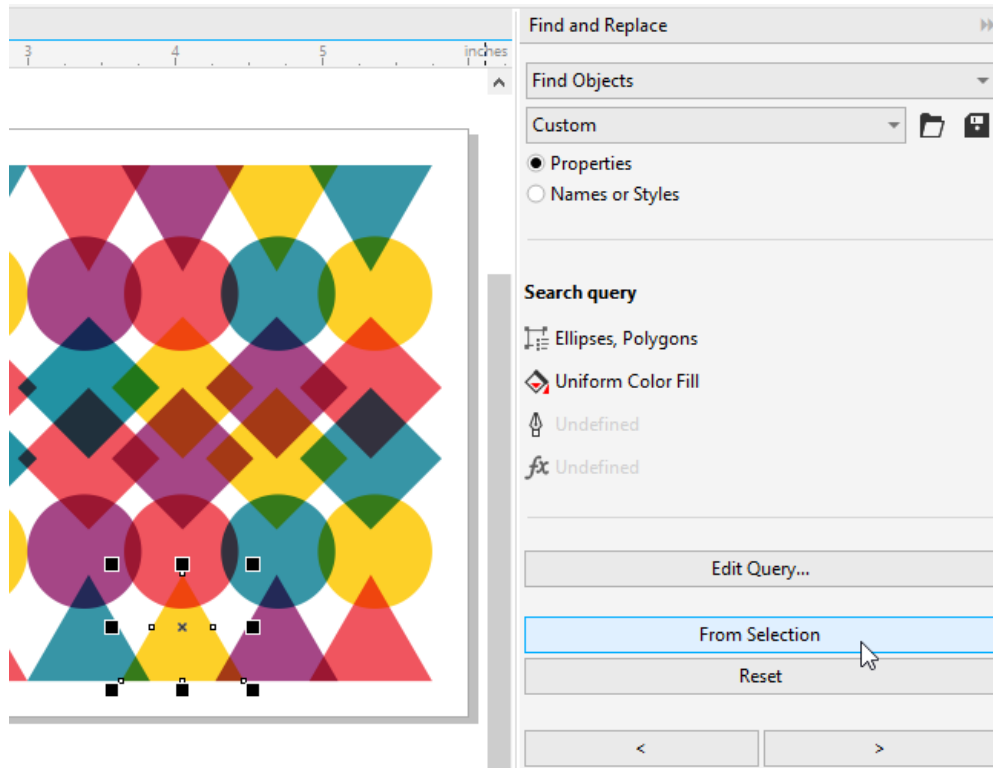 Find and Replace
3 4 5 inches
Find Objects
Custom
Properties
Names or Styles
Search query
Ellipses, Polygons
Uniform Color Fill
Undefined
fx Undefined
Edit Query...
From Selection
Reset
< >